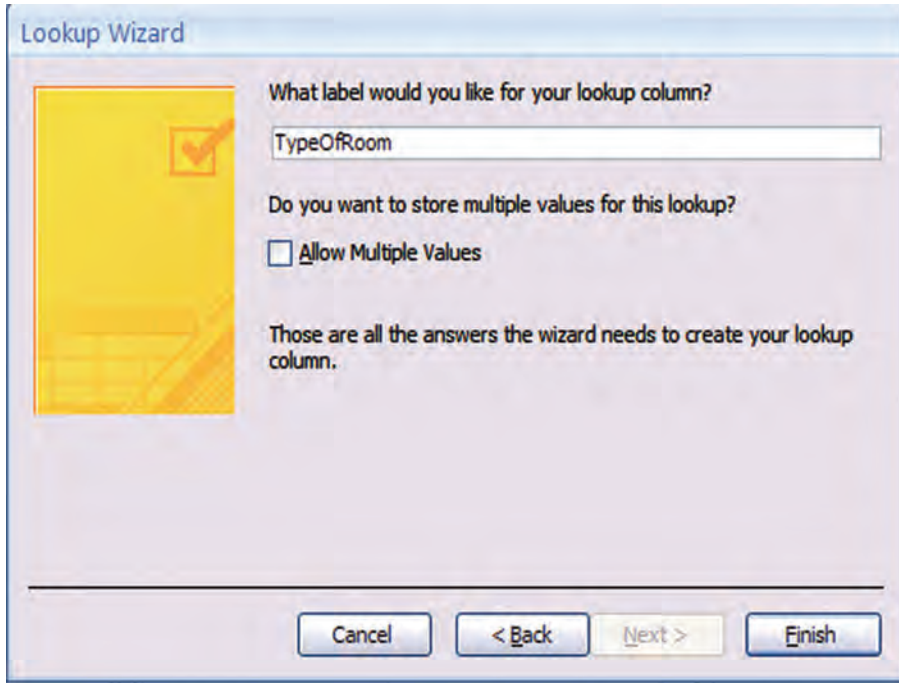 Lookup Wizard
What label would you like for your lookup column?
TypeOfRoom
Do you want to store multiple values for this lookup?
Allow Multiple Values
Those are all the answers the wizard needs to create your lookup
column.
Cancel
< Back
Next >
Finish